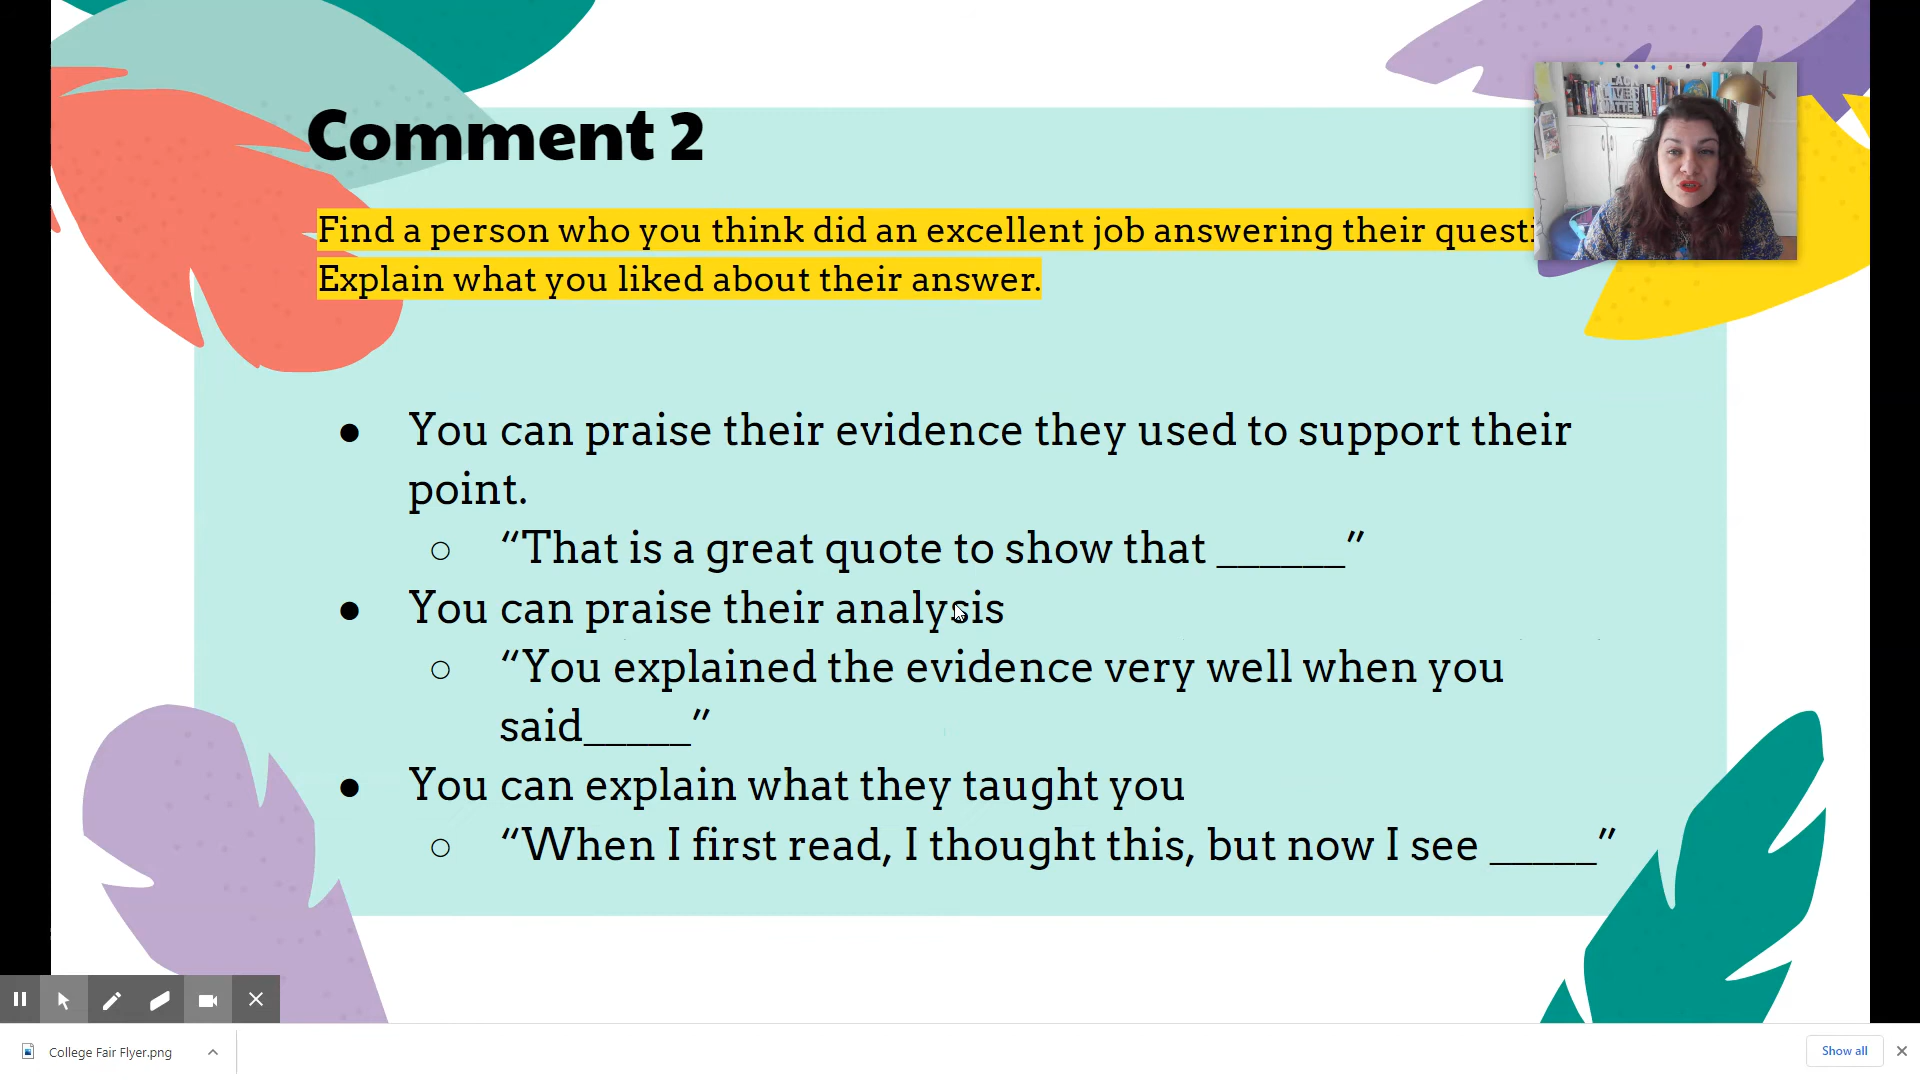 Comment 2
Find a person who you think did an excellent job answering their questi
Explain what you liked about their answer.
● You can praise their evidence they used to support their
point.
○ “That is a great quote to show that ______”
● You can praise their analysis
○ “You explained the evidence very well when you
said_____”
● You can explain what they taught you
○ “When I first read, I thought this, but now I see _____”
LIVES
MATTER
College Fair Flyer.png
Show all